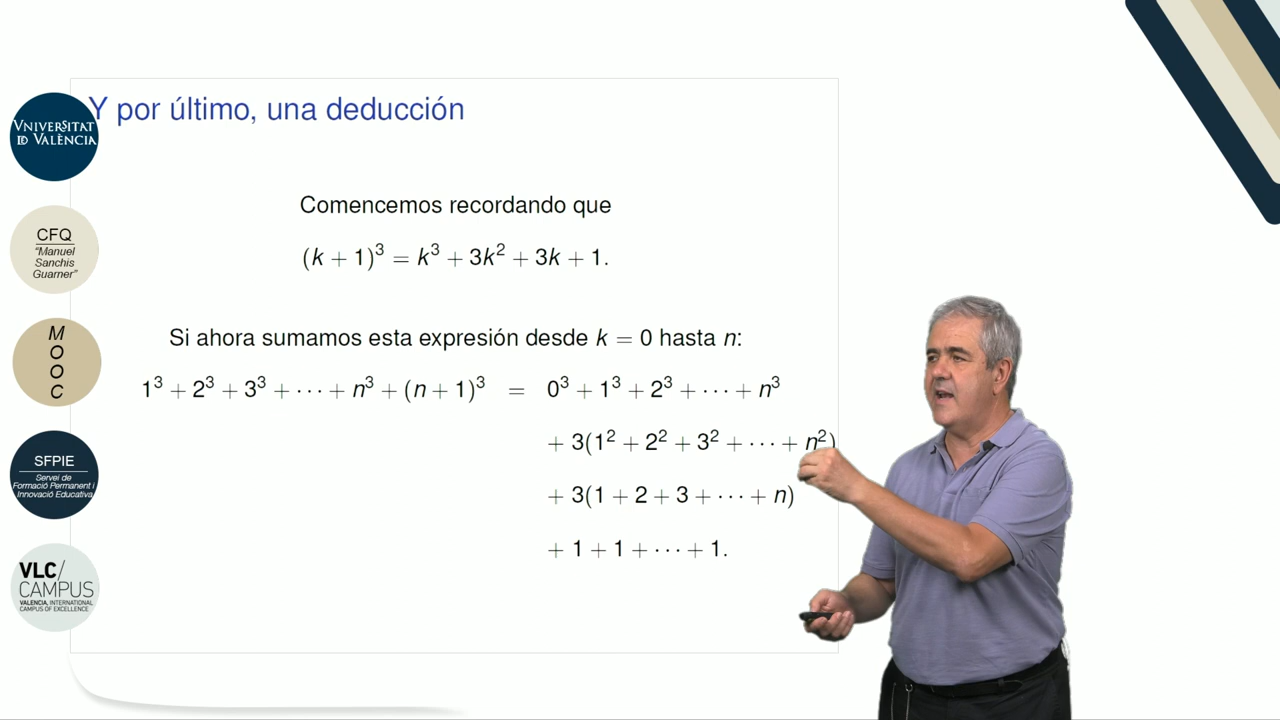 Y por último, una deducción
VNIVERSITAT
ID VALÈNCIA
Comencemos recordando que
(k + 1)³ = k³ + 3k² + 3k + 1.
CFQ
"Manuel
Sanchis
Guarner"
Si ahora sumamos esta expresión desde k = 0 hasta n:
1³ + 2³ + 3³ + ··· + n³ + (n + 1)³ = 0³ + 1³ + 2³ + ··· + n³
+ 3(1² + 2² + 3² + ··· + n²)
+ 3(1 + 2 + 3 + ··· + n)
+ 1 + 1 + ··· + 1.
M
O
O
C
SFPIE
Servei de
Formació Permanent i
Innovació Educativa
VLC/
CAMPUS
VALENCIA, INTERNATIONAL
CAMPUS OF EXCELLENCE